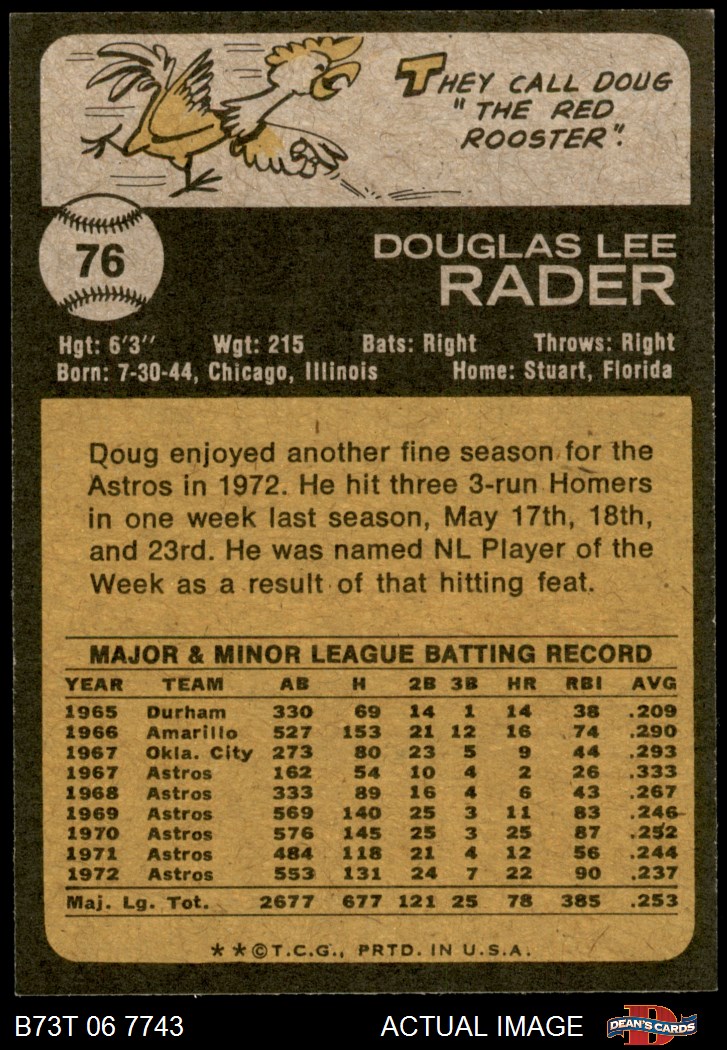 THEY CALL DOUG
"THE RED
ROOSTER".
76
DOUGLAS LEE
RADER
Hgt: 6'3" Wgt: 215 Bats: Right Throws: Right
Born: 7-30-44, Chicago, Illinois Home: Stuart, Florida
Doug enjoyed another fine season for the
Astros in 1972. He hit three 3-run Homers
in one week last season, May 17th, 18th,
and 23rd. He was named NL Player of the
Week as a result of that hitting feat.
MAJOR & MINOR LEAGUE BATTING RECORD
YEAR TEAM AB H 2B 3B HR RBI AVG
1965 Durham 330 69 14 1 14 38 .209
1966 Amarillo 527 153 21 12 16 74 .290
1967 Okla. City 273 80 23 5 9 44 .293
1967 Astros 162 54 10 4 2 26 .333
1968 Astros 333 89 16 4 6 43 .267
1969 Astros 569 140 25 3 11 83 .246
1970 Astros 576 145 25 3 25 87 .252
1971 Astros 484 118 21 4 12 56 .244
1972 Astros 553 131 24 7 22 90 .237
Maj. Lg. Tot. 2677 677 121 25 78 385 .253
**©T.C.G., PRTD. IN U.S.A.
B73T 06 7743 ACTUAL IMAGE D DEAN'S CARDS